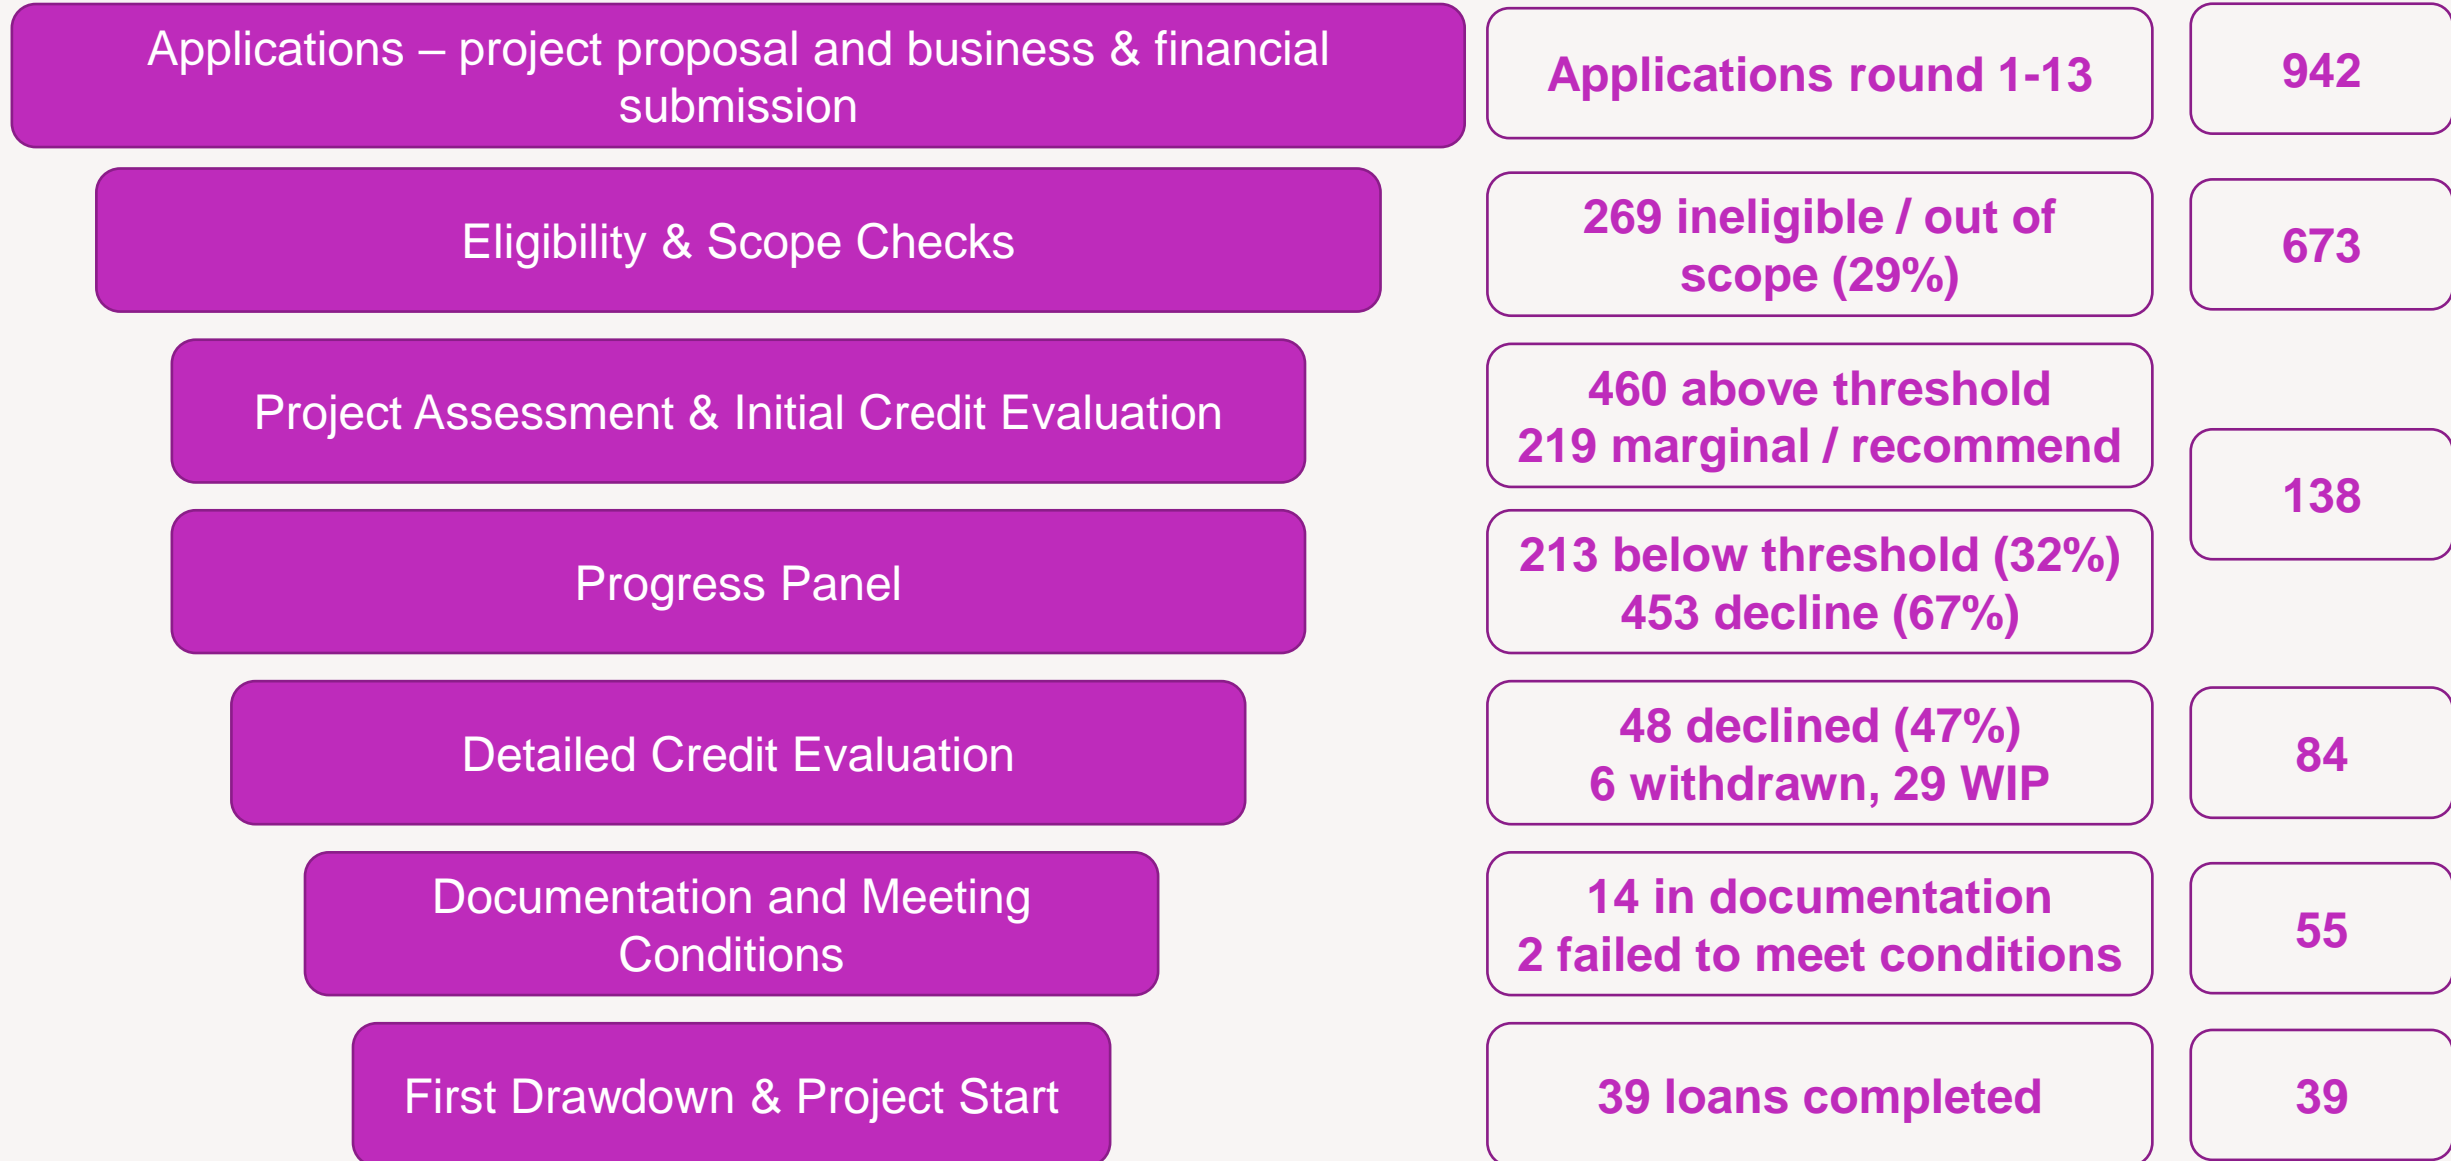 Applications – project proposal and business & financial
submission
Applications round 1-13
942
Eligibility & Scope Checks
269 ineligible / out of
scope (29%)
673
Project Assessment & Initial Credit Evaluation
460 above threshold
219 marginal / recommend
138
Progress Panel
213 below threshold (32%)
453 decline (67%)
Detailed Credit Evaluation
48 declined (47%)
6 withdrawn, 29 WIP
84
Documentation and Meeting
Conditions
14 in documentation
2 failed to meet conditions
55
First Drawdown & Project Start
39 loans completed
39